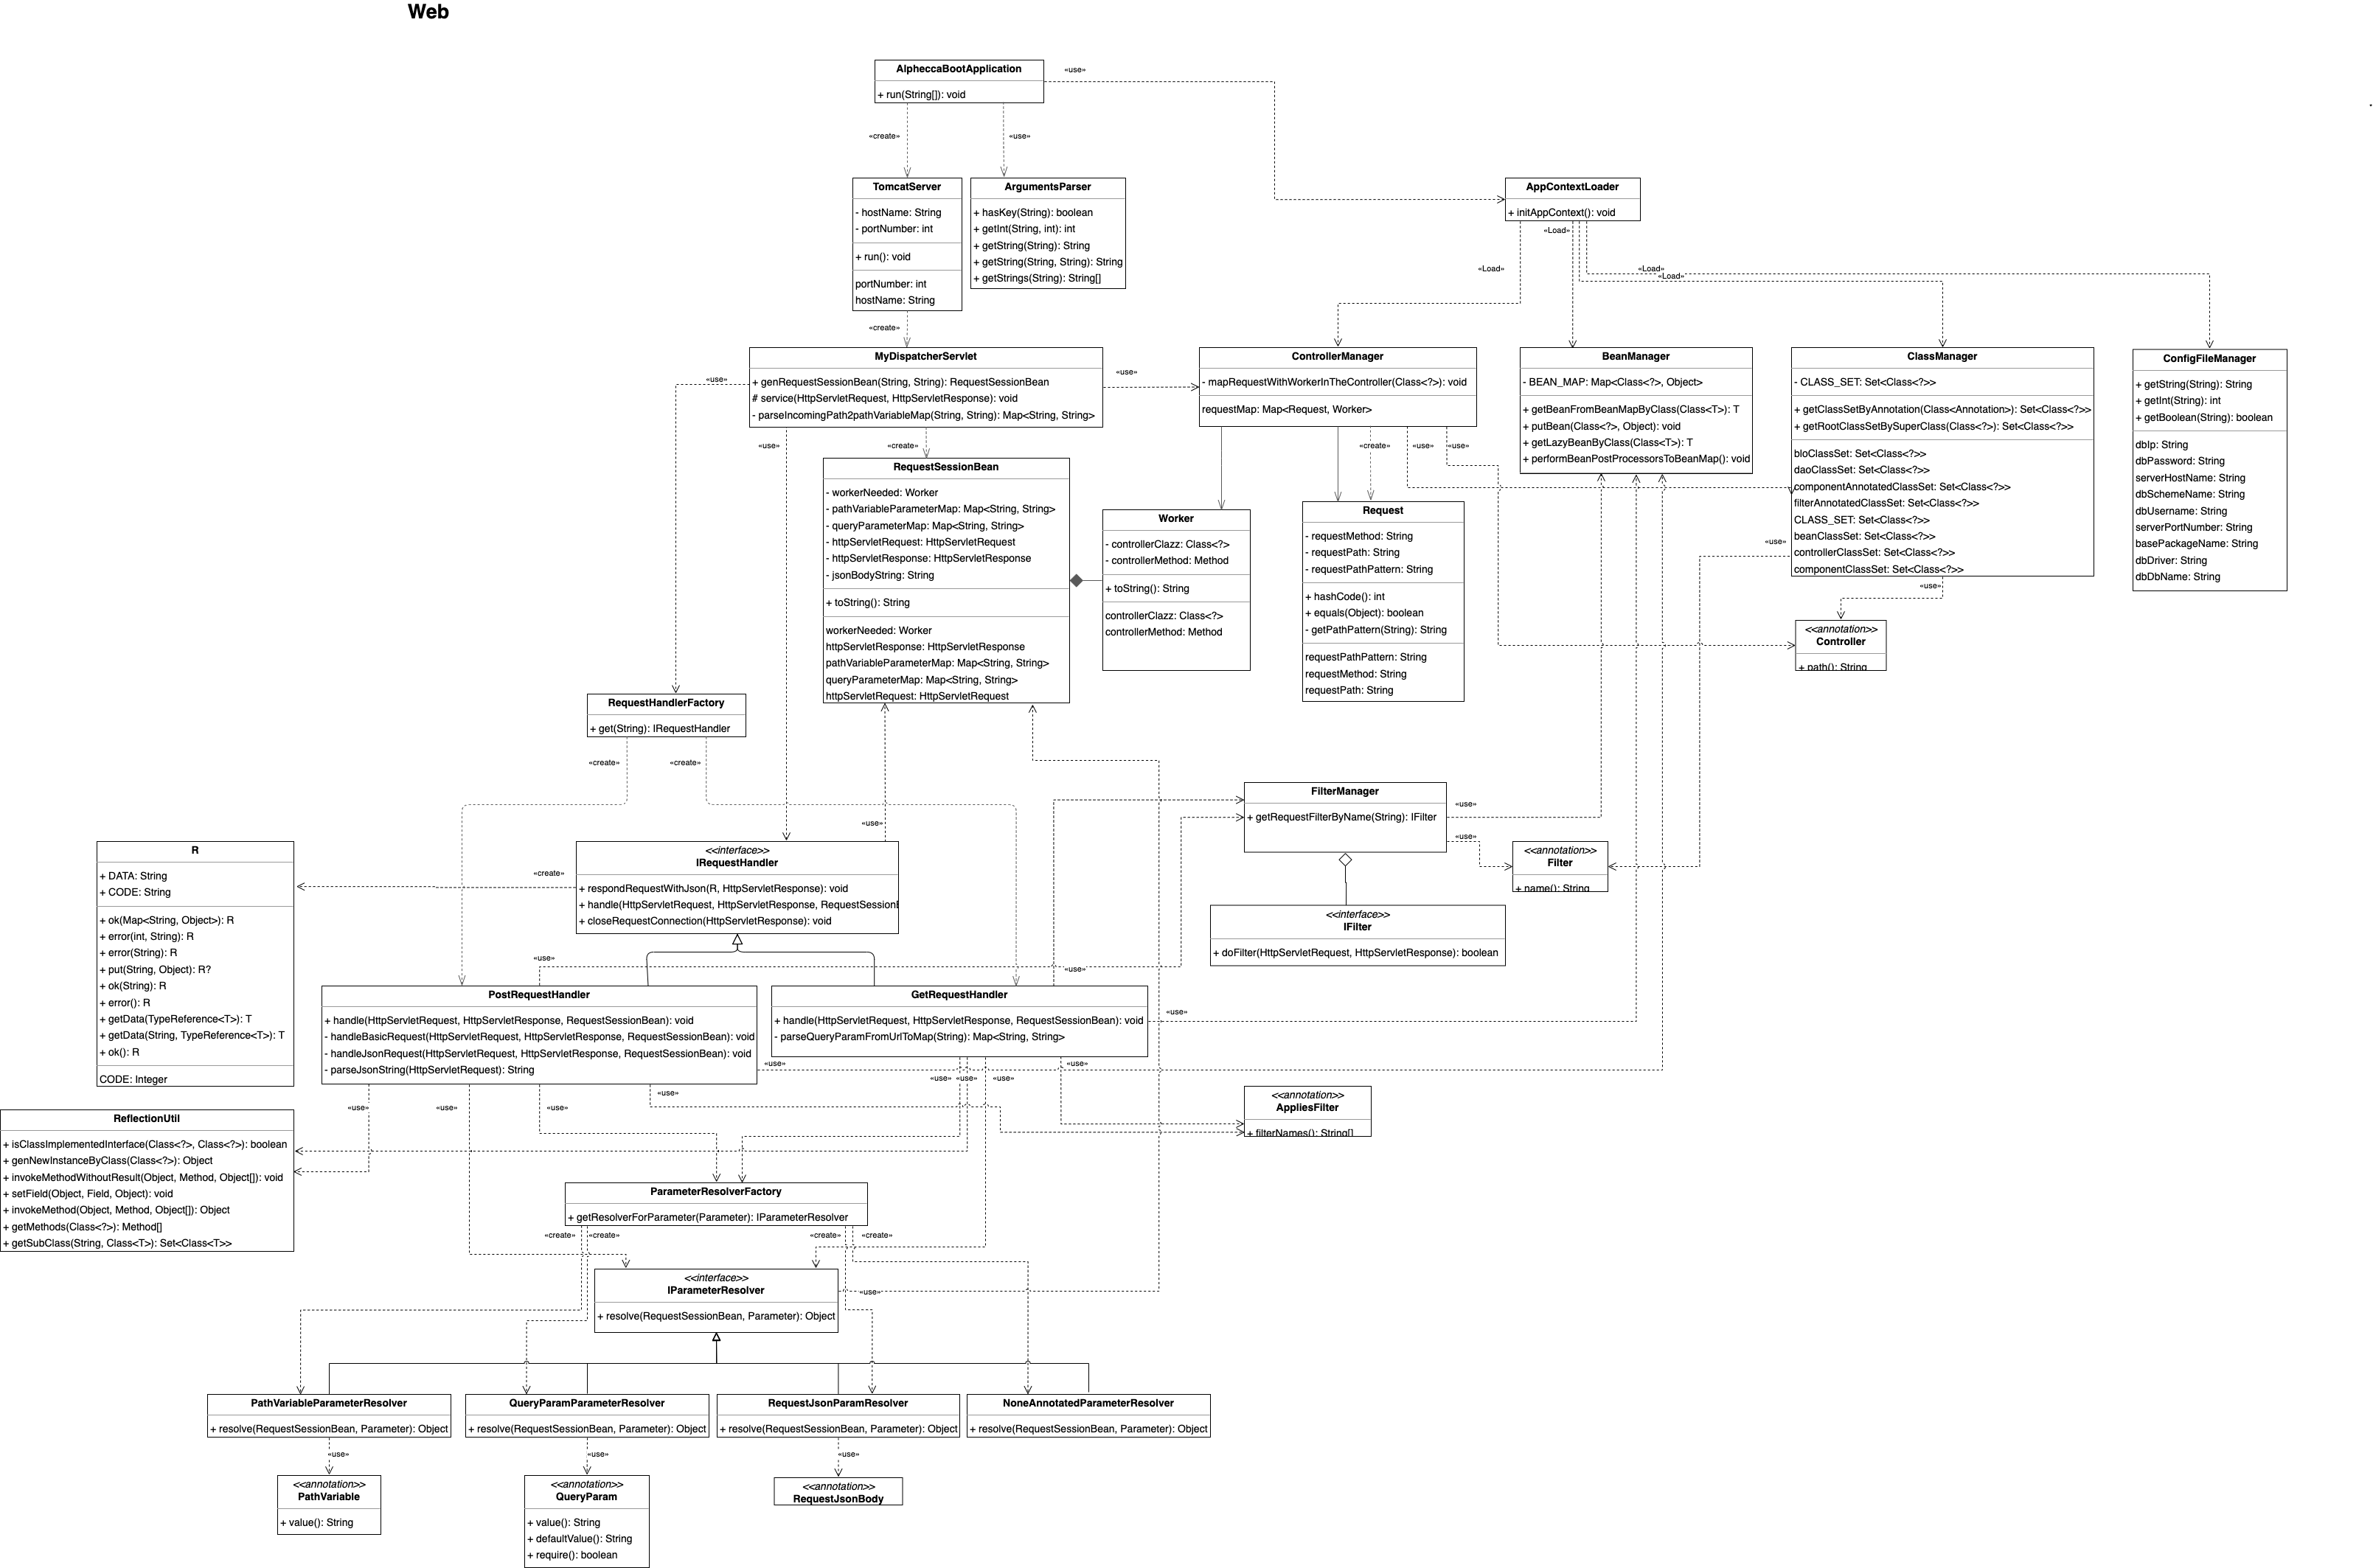 Web
AlpheccaBootApplication
+ run(String[]): void
«use»
«create»
«use»
TomcatServer
- hostName: String
- portNumber: int
+ run(): void
portNumber: int
hostName: String
ArgumentsParser
+ hasKey(String): boolean
+ getInt(String, int): int
+ getString(String): String
+ getString(String, String): String
+ getStrings(String): String[]
AppContextLoader
+ initAppContext(): void
«Load»
«Load»
«Load»
«Load»
«create»
MyDispatcherServlet
+ genRequestSessionBean(String, String): RequestSessionBean
# service(HttpServletRequest, HttpServletResponse): void
- parseIncomingPath2pathVariableMap(String, String): Map<String, String>
«use»
«use»
«use»
«create»
ControllerManager
- mapRequestWithWorkerInTheController(Class<?>): void
requestMap: Map<Request, Worker>
«create»
«use»
«use»
BeanManager
- BEAN_MAP: Map<Class<?>, Object>
+ getBeanFromBeanMapByClass(Class<T>): T
+ putBean(Class<?>, Object): void
+ getLazyBeanByClass(Class<T>): T
+ performBeanPostProcessorsToBeanMap(): void
ClassManager
- CLASS_SET: Set<Class<?>>
+ getClassSetByAnnotation(Class<Annotation>): Set<Class<?>>
+ getRootClassSetBySuperClass(Class<?>): Set<Class<?>>
bloClassSet: Set<Class<?>>
daoClassSet: Set<Class<?>>
componentAnnotatedClassSet: Set<Class<?>>
filterAnnotatedClassSet: Set<Class<?>>
CLASS_SET: Set<Class<?>>
beanClassSet: Set<Class<?>>
controllerClassSet: Set<Class<?>>
componentClassSet: Set<Class<?>>
«use»
«use»
ConfigFileManager
+ getString(String): String
+ getInt(String): int
+ getBoolean(String): boolean
dbIp: String
dbPassword: String
serverHostName: String
dbSchemeName: String
dbUsername: String
serverPortNumber: String
basePackageName: String
dbDriver: String
dbDbName: String
RequestSessionBean
- workerNeeded: Worker
- pathVariableParameterMap: Map<String, String>
- queryParameterMap: Map<String, String>
- httpServletRequest: HttpServletRequest
- httpServletResponse: HttpServletResponse
- jsonBodyString: String
+ toString(): String
workerNeeded: Worker
httpServletResponse: HttpServletResponse
pathVariableParameterMap: Map<String, String>
queryParameterMap: Map<String, String>
httpServletRequest: HttpServletRequest
Worker
- controllerClazz: Class<?>
- controllerMethod: Method
+ toString(): String
controllerClazz: Class<?>
controllerMethod: Method
Request
- requestMethod: String
- requestPath: String
- requestPathPattern: String
+ hashCode(): int
+ equals(Object): boolean
- getPathPattern(String): String
requestPathPattern: String
requestMethod: String
requestPath: String
<<annotation>>
Controller
+ path(): String
RequestHandlerFactory
+ get(String): IRequestHandler
«create»
«create»
FilterManager
+ getRequestFilterByName(String): IFilter
«use»
«use»
<<annotation>>
Filter
+ name(): String
<<interface>>
IFilter
+ doFilter(HttpServletRequest, HttpServletResponse): boolean
R
+ DATA: String
+ CODE: String
+ ok(Map<String, Object>): R
+ error(int, String): R
+ error(String): R
+ put(String, Object): R?
+ ok(String): R
+ error(): R
+ getData(TypeReference<T>): T
+ getData(String, TypeReference<T>): T
+ ok(): R
CODE: Integer
«use»
«create»
<<interface>>
IRequestHandler
+ respondRequestWithJson(R, HttpServletResponse): void
+ handle(HttpServletRequest, HttpServletResponse, RequestSessionE
+ closeRequestConnection(HttpServletResponse): void
«use»
«use»
PostRequestHandler
+ handle(HttpServletRequest, HttpServletResponse, RequestSessionBean): void
- handleBasicRequest(HttpServletRequest, HttpServletResponse, RequestSessionBean): void
- handleJsonRequest(HttpServletRequest, HttpServletResponse, RequestSessionBean): void
- parseJsonString(HttpServletRequest): String
GetRequestHandler
+ handle(HttpServletRequest, HttpServletResponse, RequestSessionBean): void
- parseQueryParamFromUrlToMap(String): Map<String, String>
«use»
«use»
«use»
«use»
«use»
«use»
«use»
«use»
«use»
«use»
<<annotation>>
AppliesFilter
+ filterNames(): String[]
ReflectionUtil
+ isClassImplementedInterface(Class<?>, Class<?>): boolean
+ genNewInstanceByClass(Class<?>): Object
+ invokeMethodWithoutResult(Object, Method, Object[]): void
+ setField(Object, Field, Object): void
+ invokeMethod(Object, Method, Object[]): Object
+ getMethods(Class<?>): Method[]
+ getSubClass(String, Class<T>): Set<Class<T>>
ParameterResolverFactory
+ getResolverForParameter(Parameter): IParameterResolver
«create»
«create»
«create»
«create»
<<interface>>
IParameterResolver
+ resolve(RequestSessionBean, Parameter): Object
«use»
PathVariableParameterResolver
+ resolve(RequestSessionBean, Parameter): Object
QueryParamParameterResolver
+ resolve(RequestSessionBean, Parameter): Object
RequestJsonParamResolver
+ resolve(RequestSessionBean, Parameter): Object
NoneAnnotatedParameterResolver
+ resolve(RequestSessionBean, Parameter): Object
«use»
«use»
«use»
<<annotation>>
PathVariable
+ value(): String
<<annotation>>
QueryParam
+ value(): String
+ defaultValue(): String
+ require(): boolean
<<annotation>>
RequestJsonBody